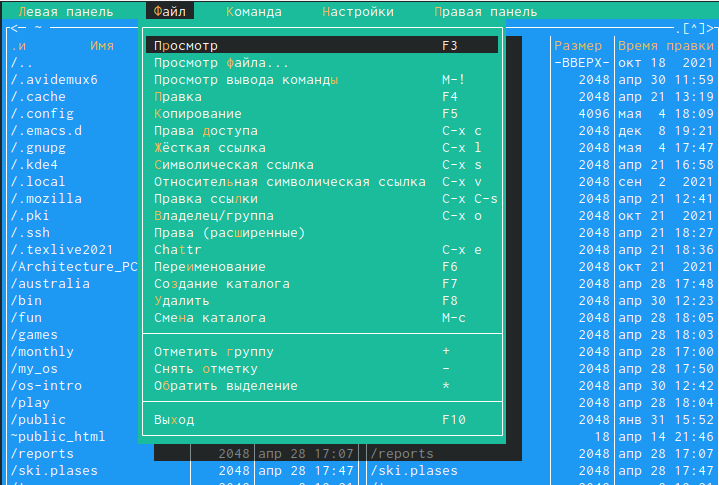 Левая панель Файл Команда Настройки Правая панель
<─ ~ .[^]>
.и Имя Просмотр F3 Размер Время правки
/.. Просмотр файла... -ВВЕРХ- окт 18 2021
/.avidemux6 Просмотр вывода команды M-! 2048 апр 30 11:59
/.cache Правка F4 2048 апр 21 13:19
/.config Копирование F5 4096 мая 4 18:09
/.emacs.d Права доступа C-x c 2048 дек 8 19:21
/.gnupg Жёсткая ссылка C-x l 2048 мая 4 17:47
/.kde4 Символическая ссылка C-x s 2048 апр 21 16:58
/.local Относительная символическая ссылка C-x v 2048 сен 2 2021
/.mozilla Правка ссылки C-x C-s 2048 апр 21 12:41
/.pki Владелец/группа C-x o 2048 окт 21 2021
/.ssh Права (расширенные) 2048 апр 21 18:27
/.texlive2021 Chattr C-x e 2048 апр 21 18:36
/Architecture_PC Переименование F6 2048 окт 21 2021
/australia Создание каталога F7 2048 апр 28 17:48
/bin Удалить F8 2048 апр 30 12:23
/fun Смена каталога M-c 2048 апр 28 18:05
/games 2048 апр 28 18:03
/monthly Отметить группу + 2048 апр 28 17:00
/my_os Снять отметку - 2048 апр 28 17:50
/os-intro Обратить выделение * 2048 апр 30 12:42
/play 2048 апр 28 18:04
/public Выход F10 2048 янв 31 15:52
~public_html 18 апр 14 21:46
/reports 2048 апр 28 17:07 /reports 2048 апр 28 17:07
/ski.plases 2048 апр 28 17:47 /ski.plases 2048 апр 28 17:47